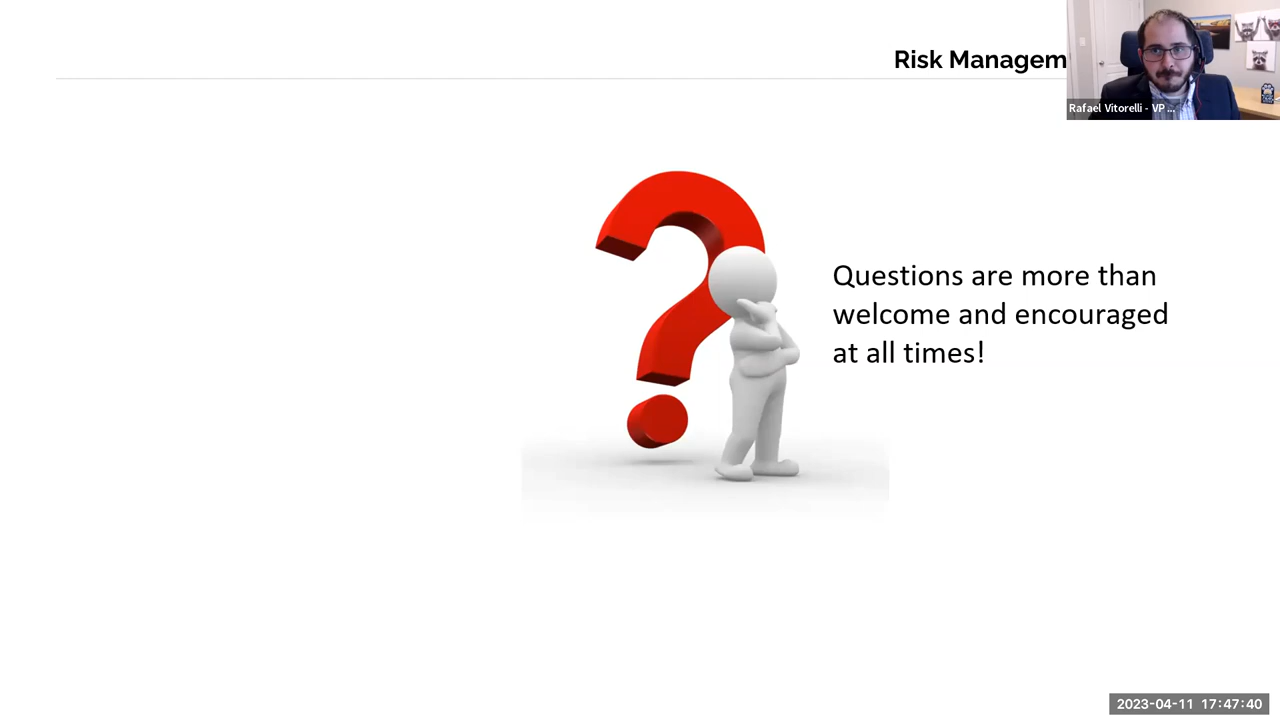 Risk Managem
Rafael Vitorelli - VP ...
Questions are more than
welcome and encouraged
at all times!
2023-04-11 17:47:40